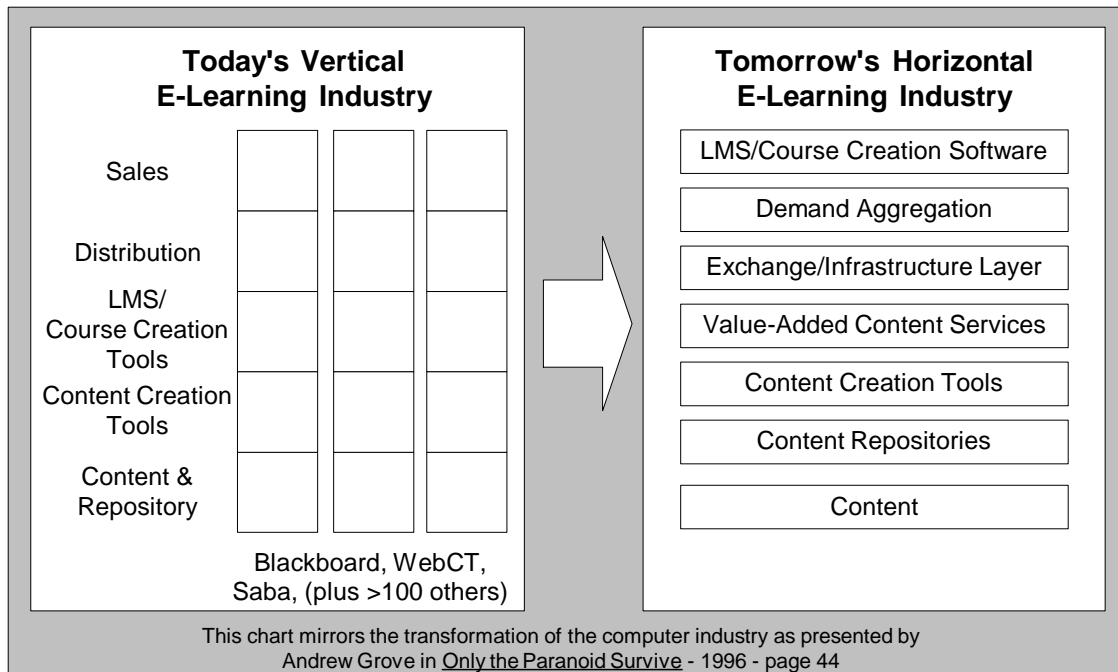 Today's Vertical
E-Learning Industry
Sales
Distribution
LMS/
Course Creation
Tools
Content Creation
Tools
Content &
Repository
Blackboard, WebCT,
Saba, (plus >100 others)
Tomorrow's Horizontal
E-Learning Industry
LMS/Course Creation Software
Demand Aggregation
Exchange/Infrastructure Layer
Value-Added Content Services
Content Creation Tools
Content Repositories
Content
This chart mirrors the transformation of the computer industry as presented by
Andrew Grove in Only the Paranoid Survive - 1996 - page 44